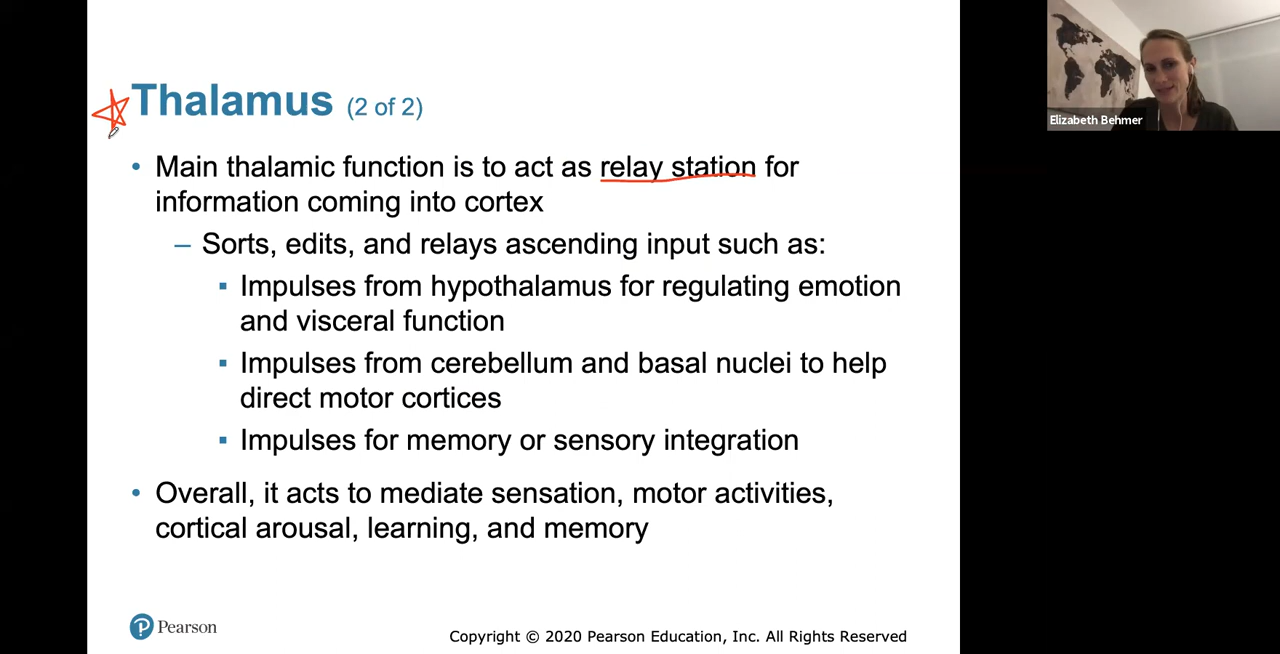 Thalamus (2 of 2)
• Main thalamic function is to act as relay station for
information coming into cortex
– Sorts, edits, and relays ascending input such as:
▪ Impulses from hypothalamus for regulating emotion
and visceral function
▪ Impulses from cerebellum and basal nuclei to help
direct motor cortices
▪ Impulses for memory or sensory integration
• Overall, it acts to mediate sensation, motor activities,
cortical arousal, learning, and memory
P Pearson
Copyright © 2020 Pearson Education, Inc. All Rights Reserved
Elizabeth Behmer